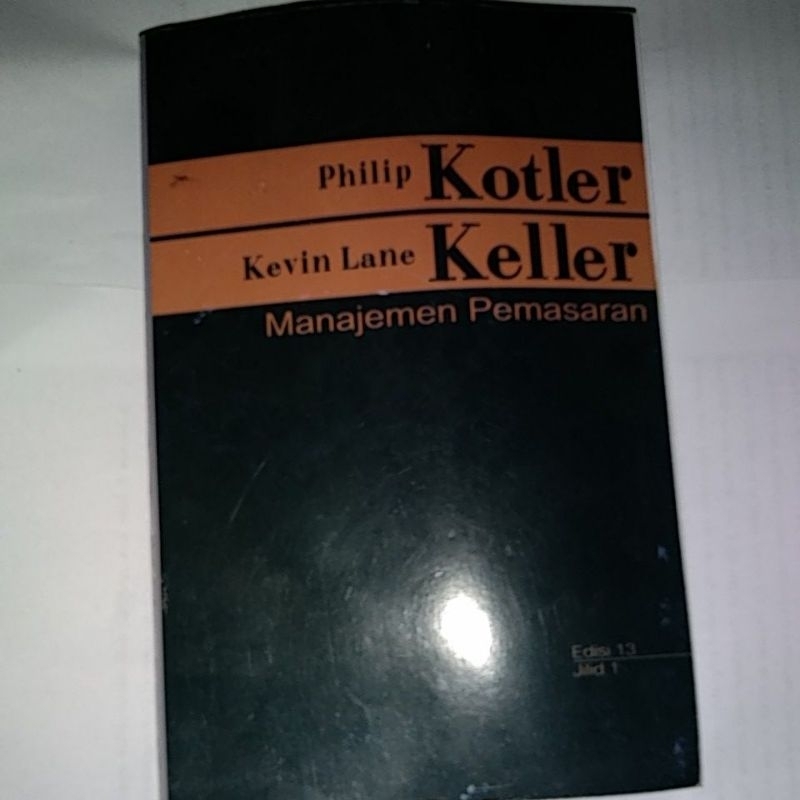 Philip Kotler
Kevin Lane Keller
Manajemen Pemasaran
Edisi 13
Jilid 1